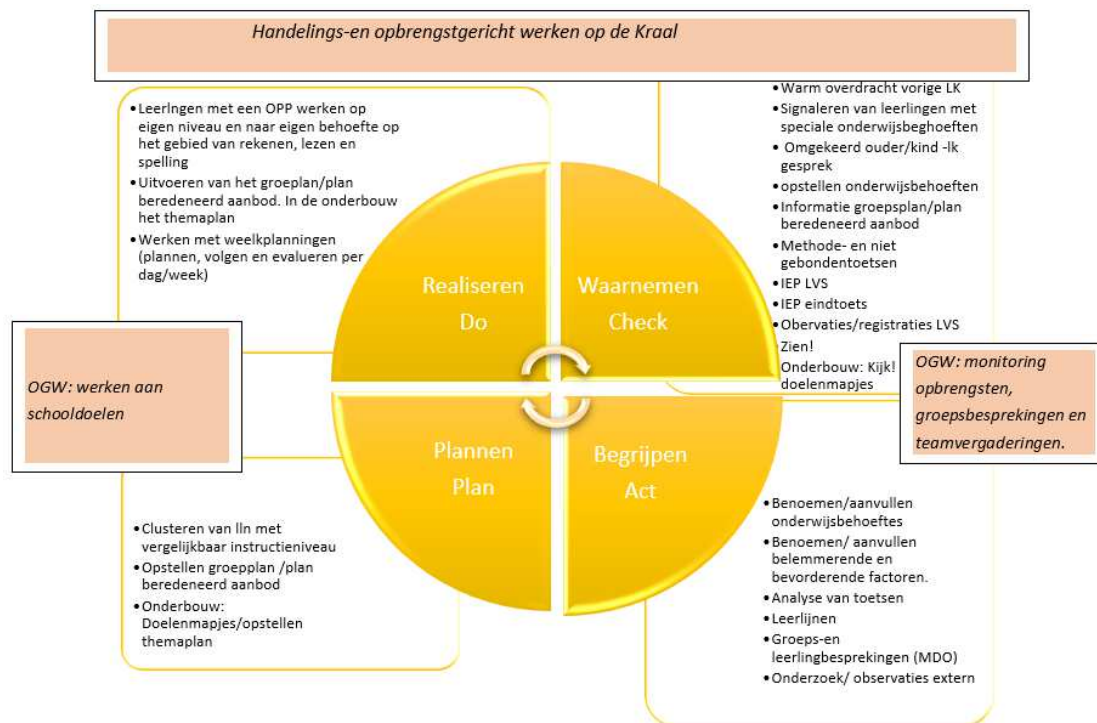 Handelings-en opbrengstgericht werken op de Kraal
•Leerlngen met een OPP werken op
eigen niveau en naar eigen behoefte op
het gebied van rekenen, lezen en
spelling
•Uitvoeren van het groeplan/plan
beredeneerd aanbod. In de onderbouw
het themaplan
•Werken met weelkplanningen
(plannen, volgen en evalueren per
dag/week)
•Warm overdracht vorige LK
•Signaleren van leerlingen met
speciale onderwijsbeghoeften
• Omgekeerd ouder/kind -lk
gesprek
•opstellen onderwijsbehoeften
•Informatie groepsplan/plan
beredeneerd aanbod
•Methode- en niet
gebondentoetsen
•IEP LVS
•IEP eindtoets
•Obervaties/registraties LVS
Zien!
Onderbouw: Kijk!
doelenmapjes
Realiseren
Do
Waarnemen
Check
OGW: werken aan
schooldoelen
OGW: monitoring
opbrengsten,
groepsbesprekingen en
teamvergaderingen.
Plannen
Plan
Begrijpen
Act
•Clusteren van lln met
vergelijkbaar instructieniveau
•Opstellen groepplan /plan
beredeneerd aanbod
•Onderbouw:
Doelenmapjes/opstellen
themaplan
•Benoemen/aanvullen
onderwijsbehoeftes
•Benoemen/ aanvullen
belemmerende en
bevorderende factoren.
•Analyse van toetsen
•Leerlijnen
•Groeps-en
leerlingbesprekingen (MDO)
•Onderzoek/ observaties extern